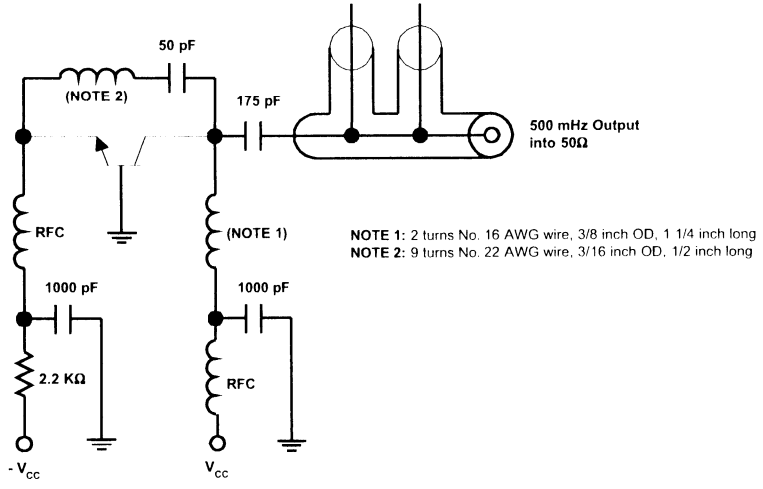 50 pF
(NOTE 2)
175 pF
500 mHz Output
into 50Ω
RFC
(NOTE 1)
NOTE 1: 2 turns No. 16 AWG wire, 3/8 inch OD, 1 1/4 inch long
NOTE 2: 9 turns No. 22 AWG wire, 3/16 inch OD, 1/2 inch long
1000 pF
1000 pF
2.2 KΩ
RFC
- VCC
VCC